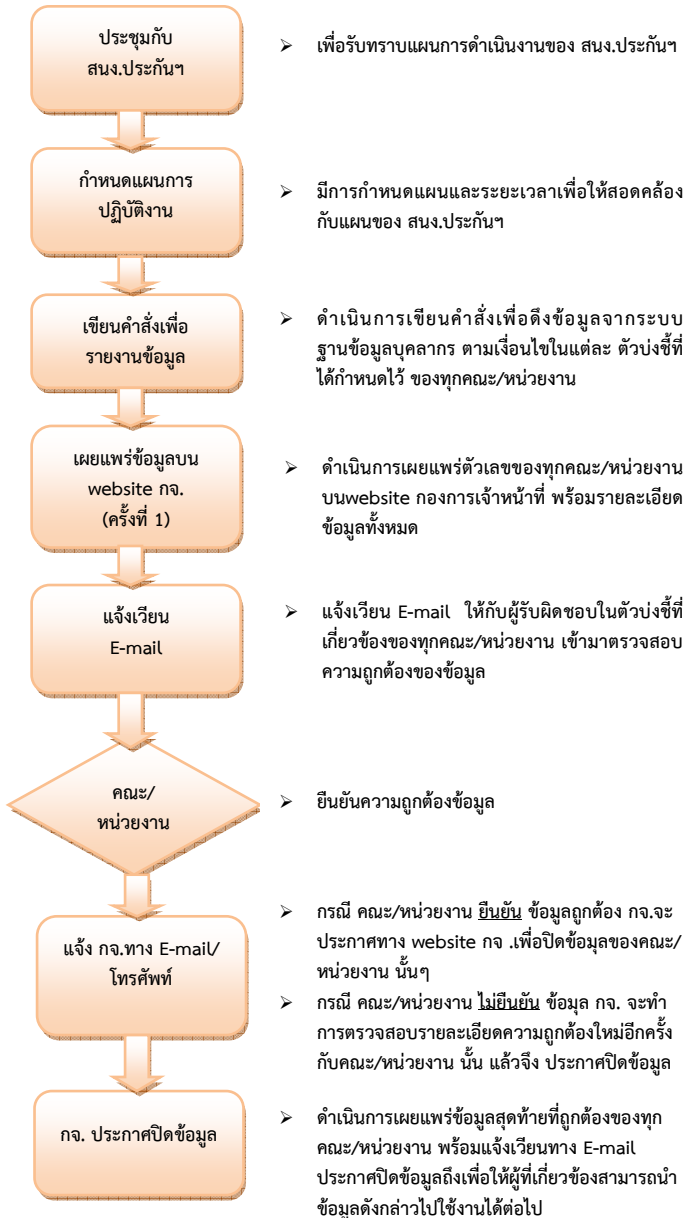 ประชุมกับ
สนง.ประกันฯ
➢ เพื่อรับทราบแผนการดำเนินงานของ สนง.ประกันฯ
กำหนดแผนการ
ปฏิบัติงาน
➢ มีการกำหนดแผนและระยะเวลาเพื่อให้สอดคล้อง
กับแผนของ สนง.ประกันฯ
เขียนคำสั่งเพื่อ
รายงานข้อมูล
➢ ดำเนินการเขียนคำสั่งเพื่อดึงข้อมูลจากระบบ
ฐานข้อมูลบุคลากร ตามเงื่อนไขในแต่ละ ตัวบ่งชี้ที่
ได้กำหนดไว้ ของทุกคณะ/หน่วยงาน
เผยแพร่ข้อมูลบน
website กจ.
(ครั้งที่ 1)
➢ ดำเนินการเผยแพร่ตัวเลขของทุกคณะ/หน่วยงาน
บนwebsite กองการเจ้าหน้าที่ พร้อมรายละเอียด
ข้อมูลทั้งหมด
แจ้งเวียน
E-mail
➢ แจ้งเวียน E-mail ให้กับผู้รับผิดชอบในตัวบ่งชี้ที่
เกี่ยวข้องของทุกคณะ/หน่วยงาน เข้ามาตรวจสอบ
ความถูกต้องของข้อมูล
คณะ/
หน่วยงาน
➢ ยืนยันความถูกต้องข้อมูล
แจ้ง กจ.ทาง E-mail/
โทรศัพท์
➢ กรณี คณะ/หน่วยงาน ยืนยัน ข้อมูลถูกต้อง กจ.จะ
ประกาศทาง website กจ .เพื่อปิดข้อมูลของคณะ/
หน่วยงาน นั้นๆ
➢ กรณี คณะ/หน่วยงาน ไม่ยืนยัน ข้อมุล กจ. จะทำ
การตรวจสอบรายละเอียดความถูกต้องใหม่อีกครั้ง
กับคณะ/หน่วยงาน นั้น แล้วจึง ประกาศปิดข้อมูล
กจ. ประกาศปิดข้อมูล
➢ ดำเนินการเผยแพร่ข้อมูลสุดท้ายที่ถูกต้องของทุก
คณะ/หน่วยงาน พร้อมแจ้งเวียนทาง E-mail
ประกาศปิดข้อมูลถึงเพื่อให้ผู้ที่เกี่ยวข้องสามารถนำ
ข้อมูลดังกล่าวไปใช้งานได้ต่อไป